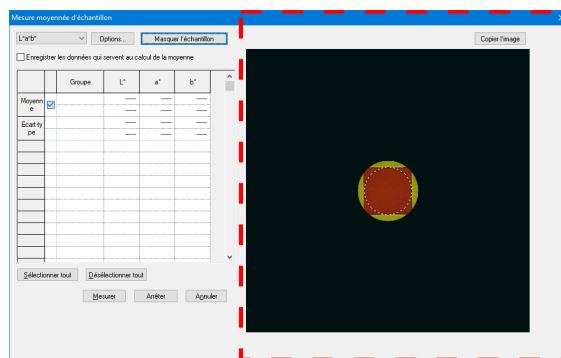 Mesure moyennée d'échantillon
L*a*b*
Options...
Masquer l'échantillon
Copier l'image
Enregistrer les données qui servent au calcul de la moyenne
Groupe L* a* b*
Moyenn
e
Ecart-ty
pe
Sélectionner tout
Désélectionner tout
Mesurer
Arrêter
Annuler